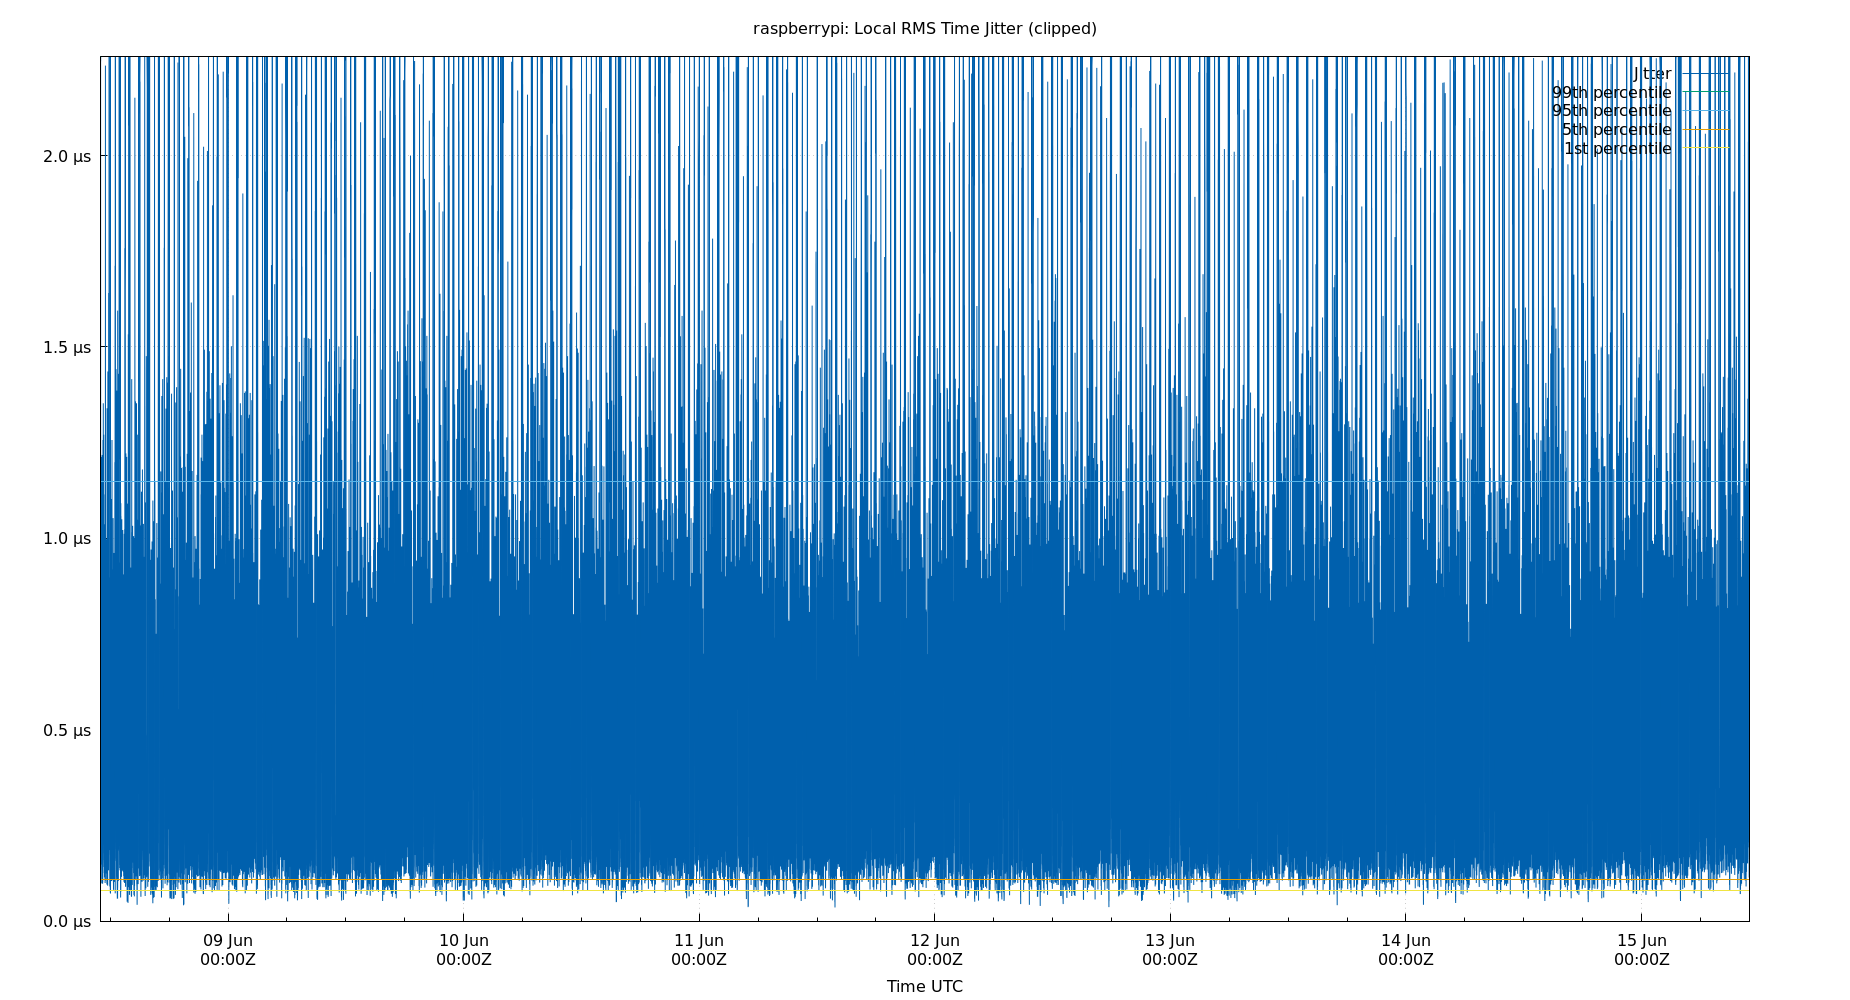 raspberrypi: Local RMS Time Jitter (clipped)
Jitter
99th percentile
95th percentile
5th percentile
1st percentile
2.0 μs
1.5 μs
1.0 μs
0.5 μs
0.0 μs
09 Jun 10 Jun 11 Jun 12 Jun 13 Jun 14 Jun 15 Jun
00:00Z 00:00Z 00:00Z 00:00Z 00:00Z 00:00Z 00:00Z
Time UTC